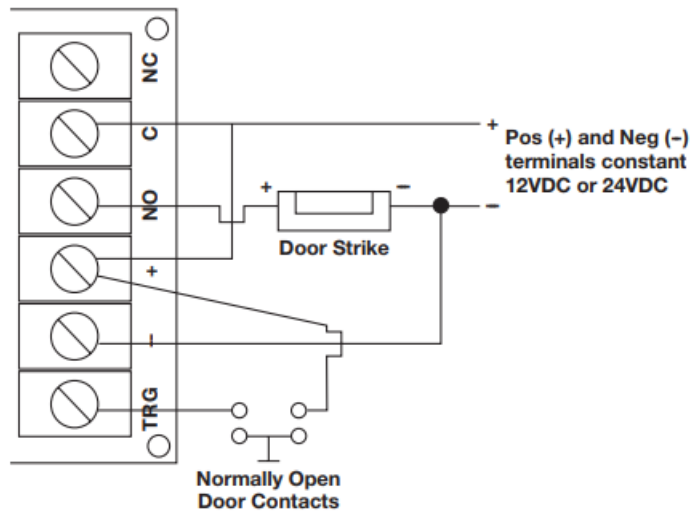 NC
C
+
Pos (+) and Neg (–)
terminals constant
12VDC or 24VDC
NO
+
–
–
Door Strike
+
–
TRG
Normally Open
Door Contacts